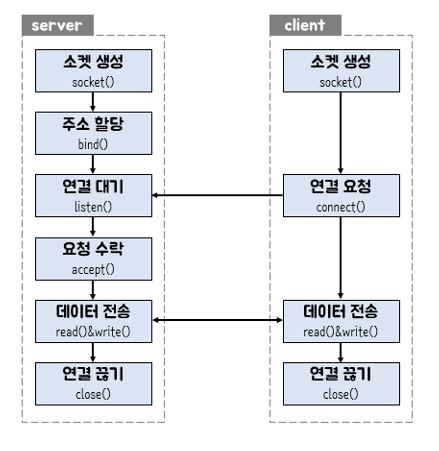 server
소켓 생성
socket()
주소 할당
bind()
연결 대기
listen()
요청 수락
accept()
데이터 전송
read()&write()
연결 끊기
close()
client
소켓 생성
socket()
연결 요청
connect()
데이터 전송
read()&write()
연결 끊기
close()